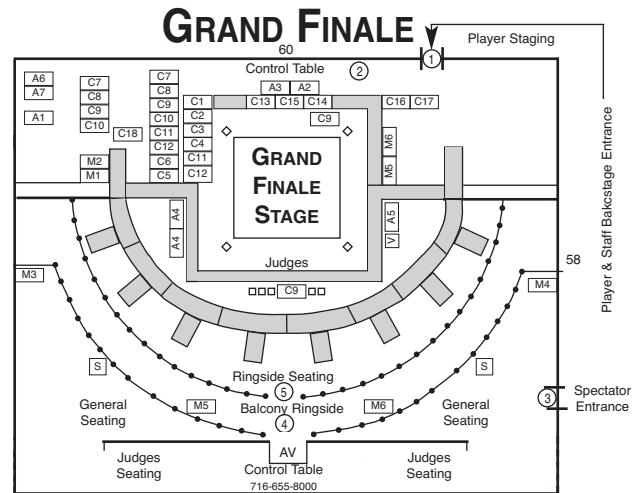 GRAND FINALE
60
Player Staging
Control Table
2
1
A6
A7
A1
C7
C8
C9
C10
C18
M2
M1
C7
C8
C9
C10
C11
C12
C6
C5
C1
C2
C3
C4
C11
C12
A3 A2
C13 C15 C14
C9
C16 C17
M6
M5
GRAND
FINALE
STAGE
A4
A4
A5
V
Judges
C9
Player & Staff Bakcstage Entrance
58
M3
M4
S
S
Ringside Seating
5
Balcony Ringside
4
M5
M6
General
Seating
General
Seating
3
Spectator
Entrance
AV
Control Table
716-655-8000
Judges
Seating
Judges
Seating